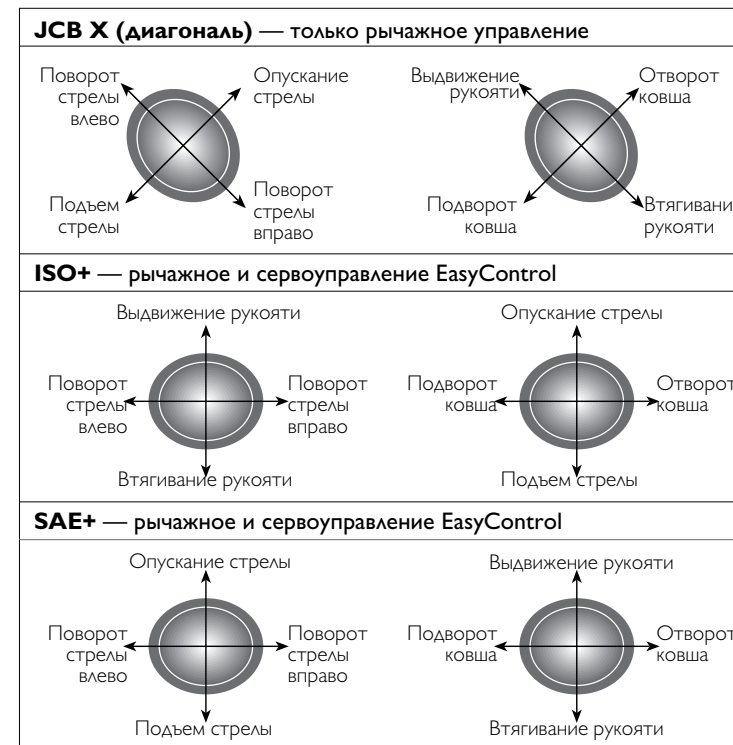 JCB X (диагональ) — только рычажное управление
Поворот
стрелы
влево
Опускание
стрелы
Подъем
стрелы
Поворот
стрелы
вправо
Выдвижение
рукояти
Отворот
ковша
Подворот
ковша
Втягивани
рукояти
ISO+ — рычажное и сервоуправление EasyControl
Выдвижение рукояти
Поворот
стрелы
влево
Поворот
стрелы
вправо
Втягивание рукояти
Опускание стрелы
Подворот
ковша
Отворот
ковша
Подъем стрелы
SAE+ — рычажное и сервоуправление EasyControl
Опускание стрелы
Поворот
стрелы
влево
Поворот
стрелы
вправо
Подъем стрелы
Выдвижение рукояти
Подворот
ковша
Отворот
ковша
Втягивание рукояти